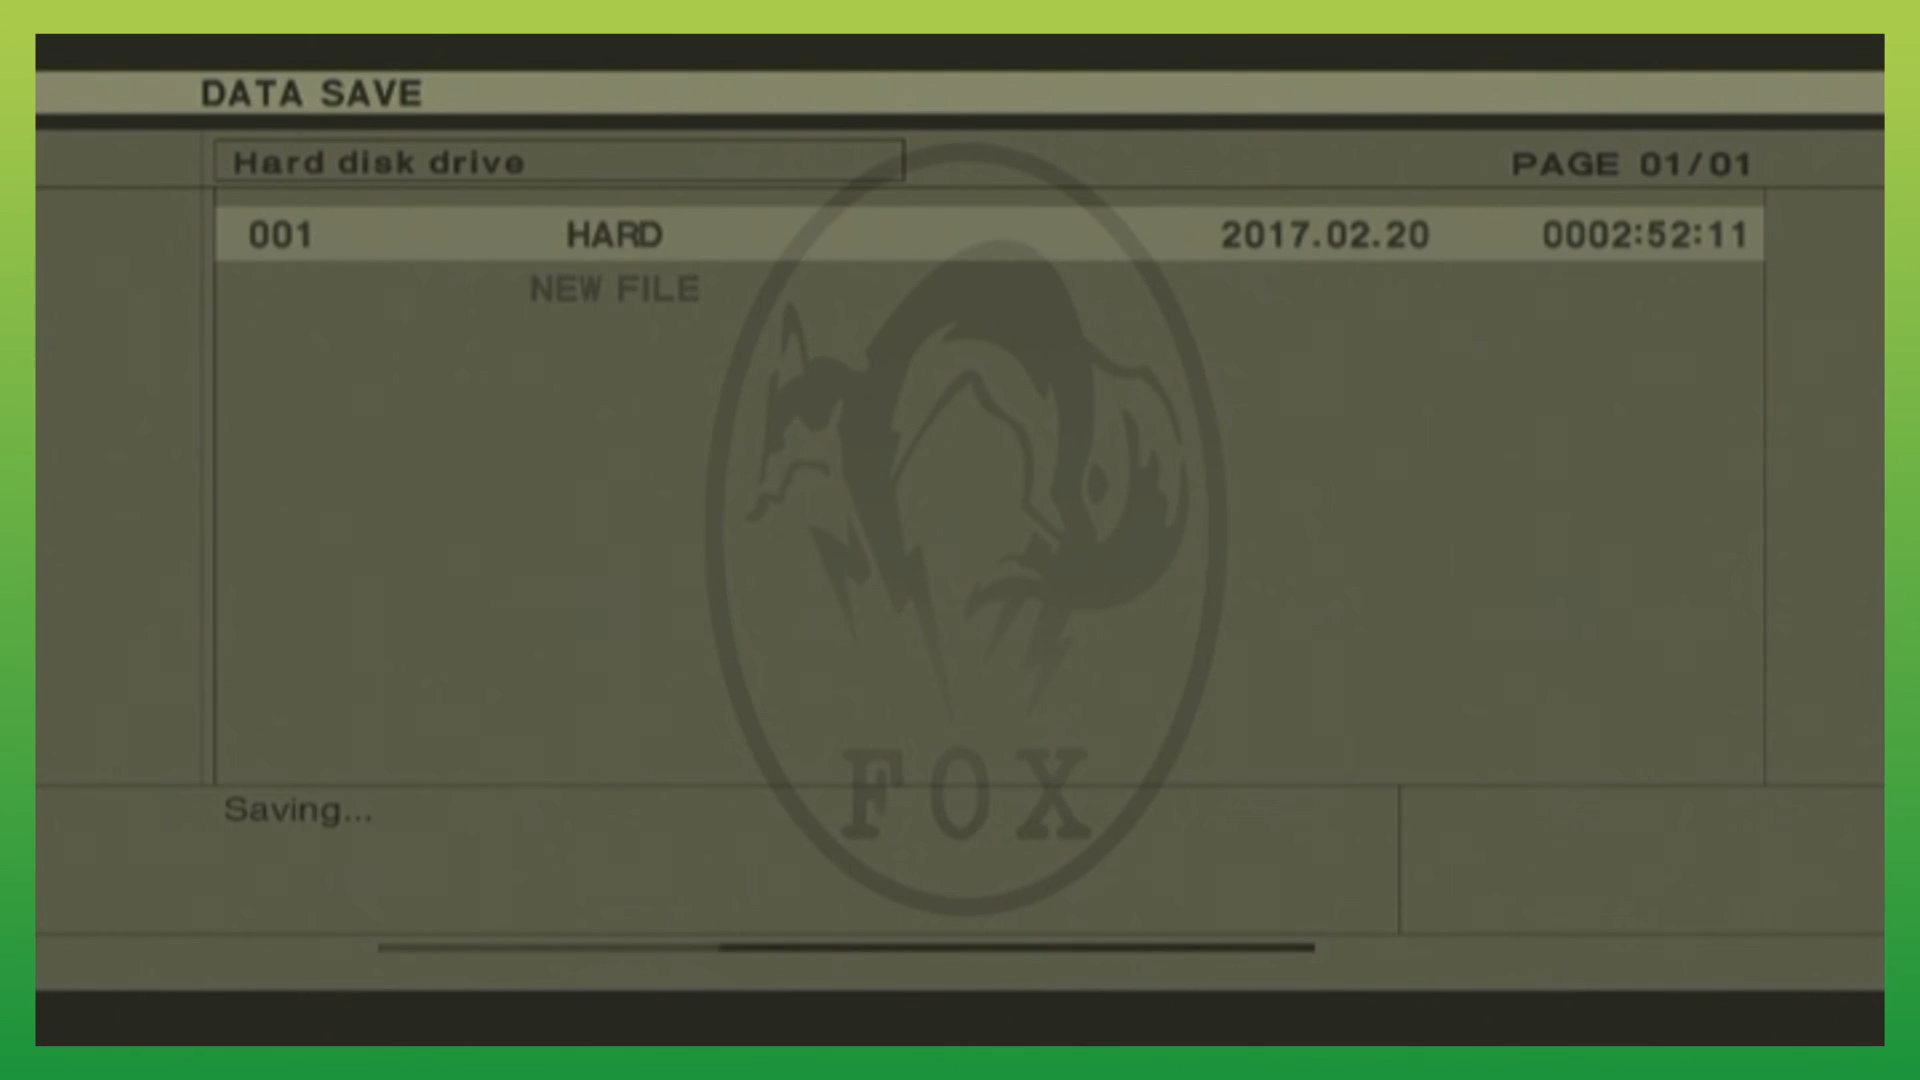 DATA SAVE
Hard disk drive PAGE 01/01
001 HARD 2017.02.20 0002:52:11
NEW FILE
Saving...
FOX